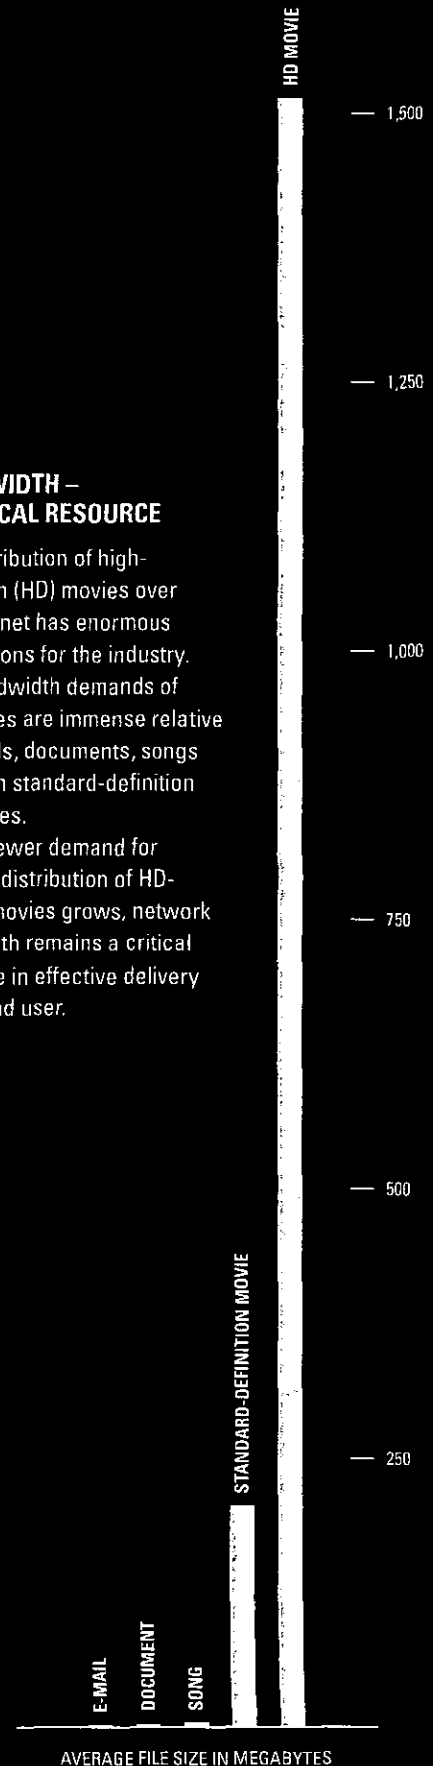 HD MOVIE
1,500
1,250
VIDTH –
CAL RESOURCE
ribution of high-
n (HD) movies over
net has enormous
ons for the industry.
dwidth demands of
es are immense relative
ls, documents, songs
n standard-definition
es.
ewer demand for
distribution of HD-
novies grows, network
th remains a critical
e in effective delivery
nd user.
1,000
750
500
250
STANDARD-DEFINITION MOVIE
E-MAIL
DOCUMENT
SONG
AVERAGE FILE SIZE IN MEGABYTES